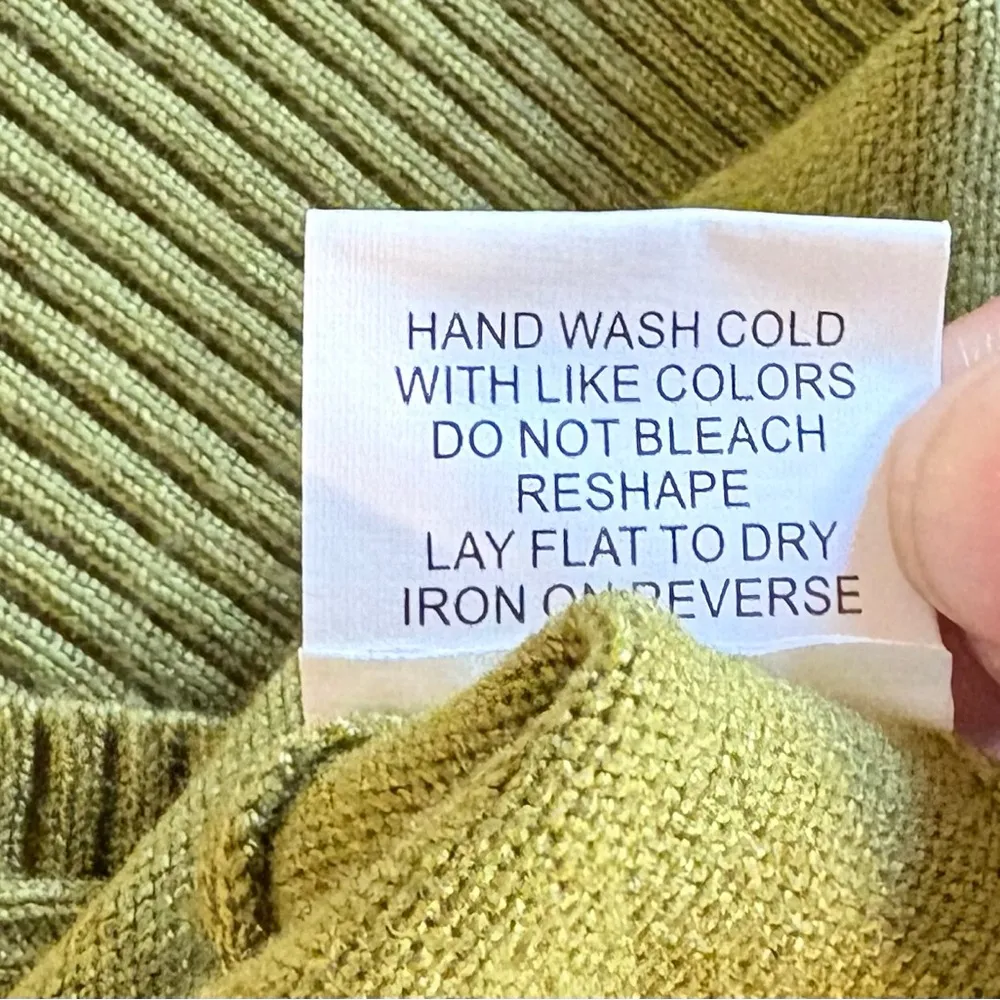 HAND WASH COLD
WITH LIKE COLORS
DO NOT BLEACH
RESHAPE
LAY FLAT TO DRY
IRON ON REVERSE